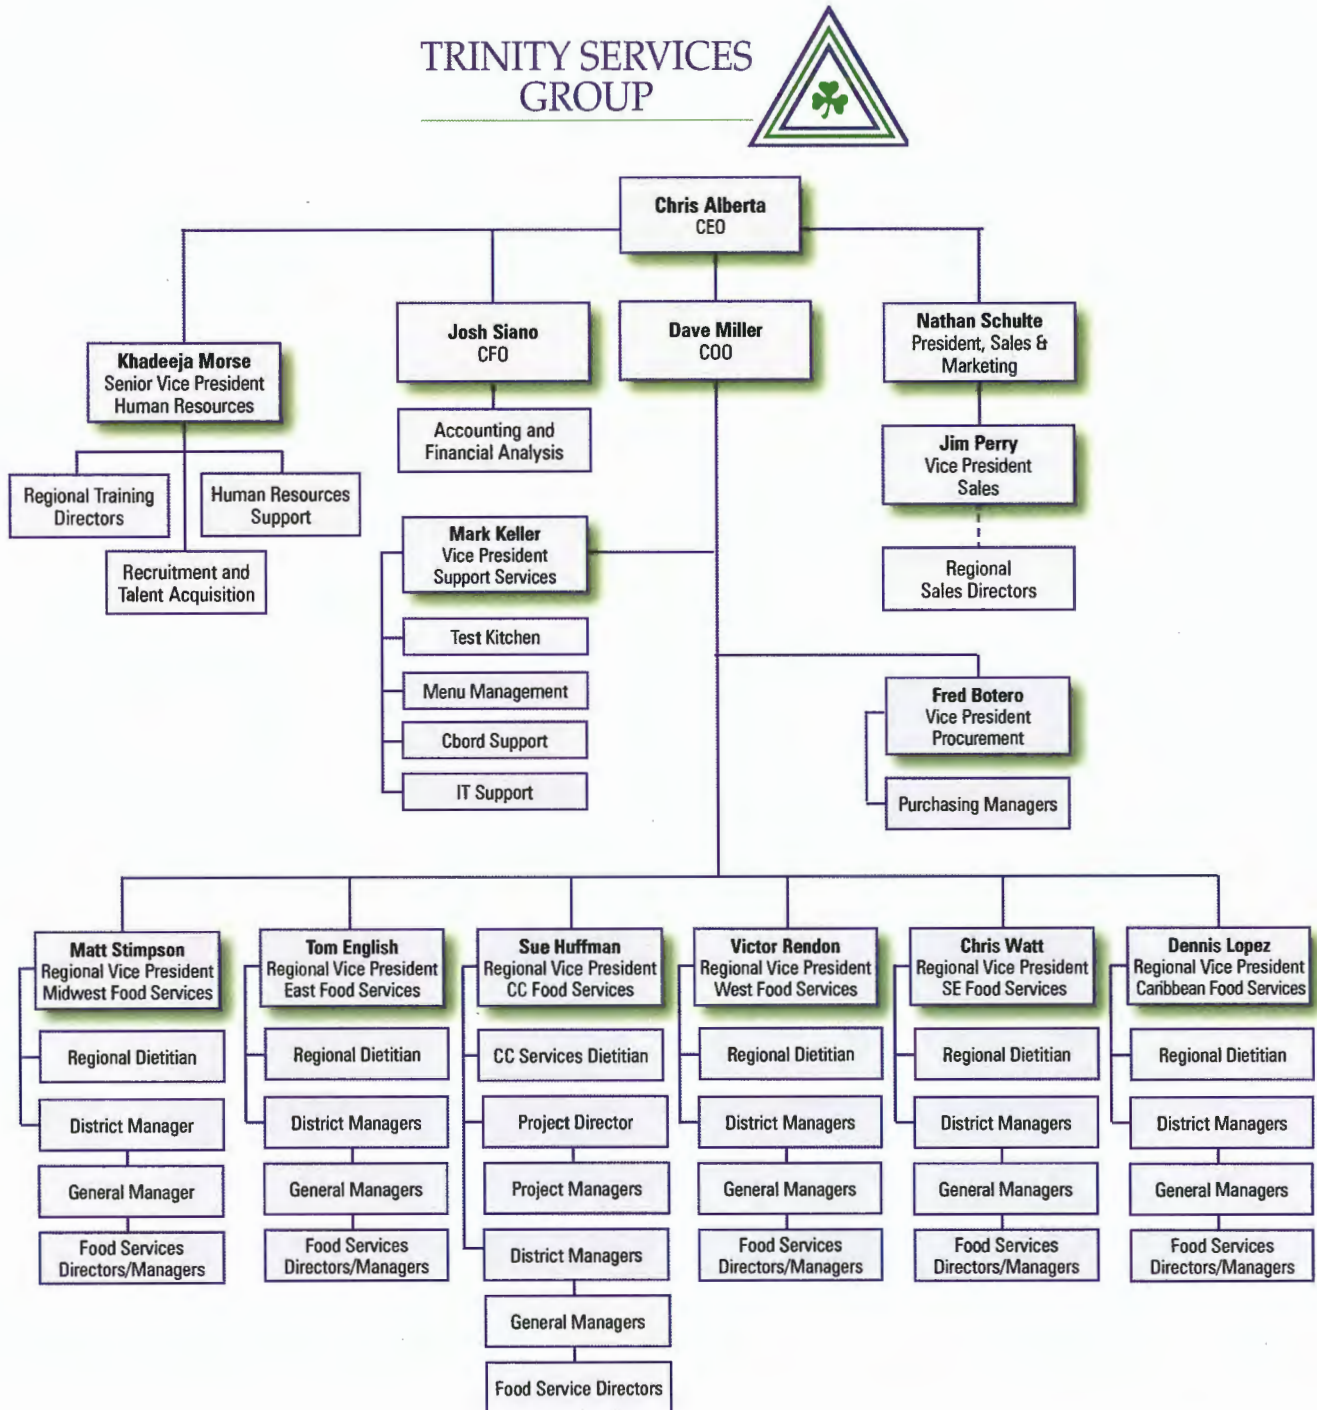 TRINITY SERVICES
GROUP
Chris Alberta
CEO
Khadeeja Morse
Senior Vice President
Human Resources
Regional Training
Directors
Human Resources
Support
Recruitment and
Talent Acquisition
Josh Siano
CFO
Accounting and
Financial Analysis
Dave Miller
COO
Nathan Schulte
President, Sales &
Marketing
Jim Perry
Vice President
Sales
Regional
Sales Directors
Mark Keller
Vice President
Support Services
Test Kitchen
Menu Management
Cbord Support
IT Support
Fred Botero
Vice President
Procurement
Purchasing Managers
Matt Stimpson
Regional Vice President
Midwest Food Services
Regional Dietitian
District Manager
General Manager
Food Services
Directors/Managers
Tom English
Regional Vice President
East Food Services
Regional Dietitian
District Managers
General Managers
Food Services
Directors/Managers
Sue Huffman
Regional Vice President
CC Food Services
CC Services Dietitian
Project Director
Project Managers
District Managers
General Managers
Food Service Directors
Victor Rendon
Regional Vice President
West Food Services
Regional Dietitian
District Managers
General Managers
Food Services
Directors/Managers
Chris Watt
Regional Vice President
SE Food Services
Regional Dietitian
District Managers
General Managers
Food Services
Directors/Managers
Dennis Lopez
Regional Vice President
Caribbean Food Services
Regional Dietitian
District Managers
General Managers
Food Services
Directors/Managers